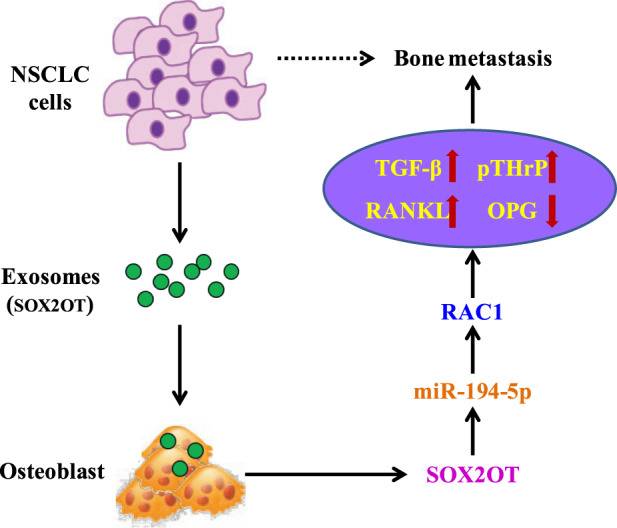 NSCLC
cells
Bone metastasis
TGF-β pTHrP
RANKL OPG
Exosomes
(SOX2OT)
RAC1
miR-194-5p
Osteoblast
SOX2OT